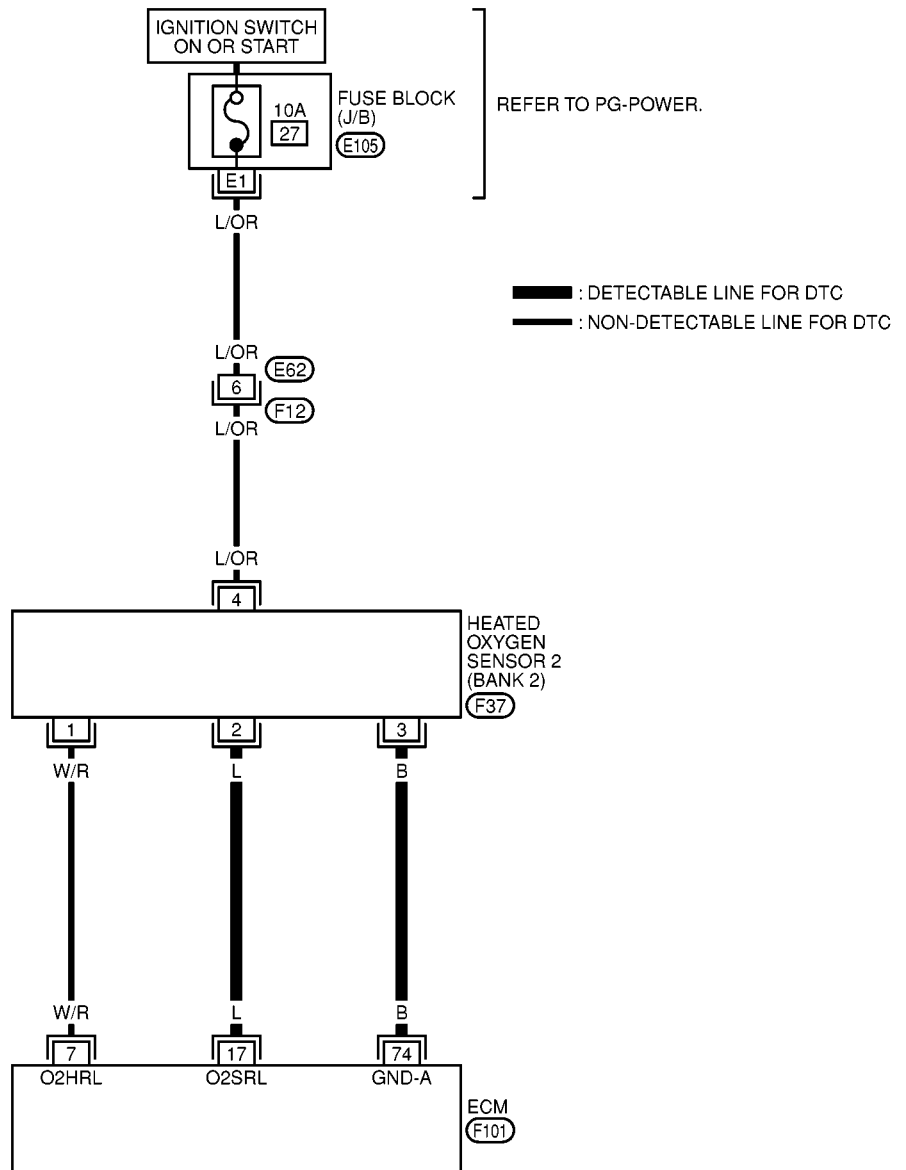 IGNITION SWITCH
ON OR START
FUSE BLOCK
(J/B)
E105
10A
27
REFER TO PG-POWER.
E1
L/OR
: DETECTABLE LINE FOR DTC
: NON-DETECTABLE LINE FOR DTC
L/OR
E62
6
F12
L/OR
L/OR
4
HEATED
OXYGEN
SENSOR 2
(BANK 2)
F37
1 2 3
W/R L B
W/R L B
7 17 74
O2HRL O2SRL GND-A
ECM
F101